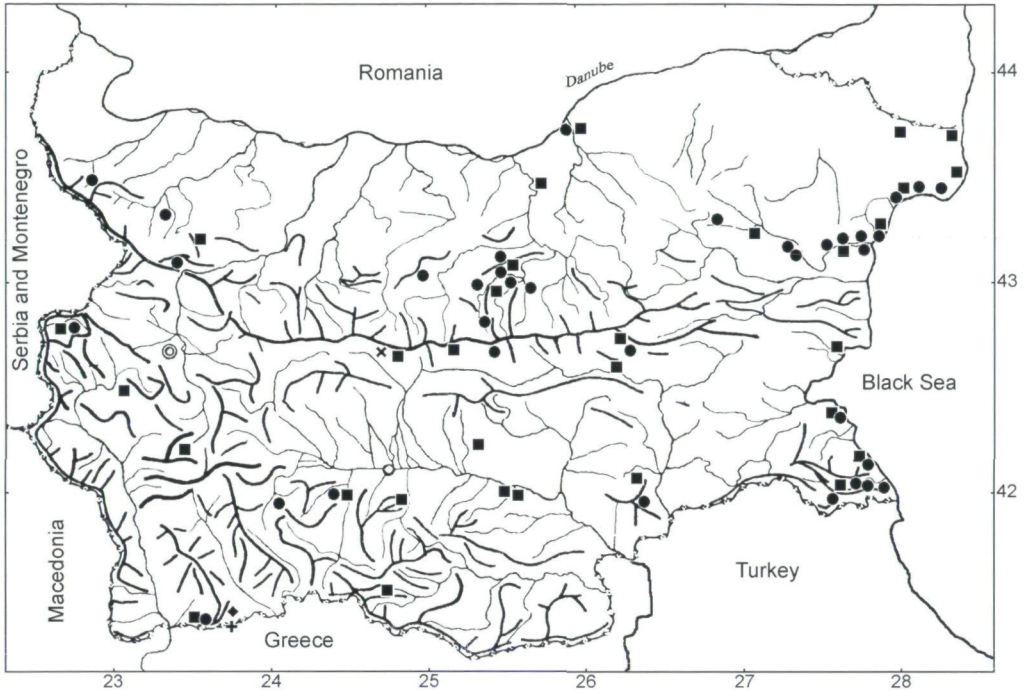 Romania
Danube
44
Serbia and Montenegro
43
Black Sea
42
Macedonia
Turkey
Greece
23 24 25 26 27 28